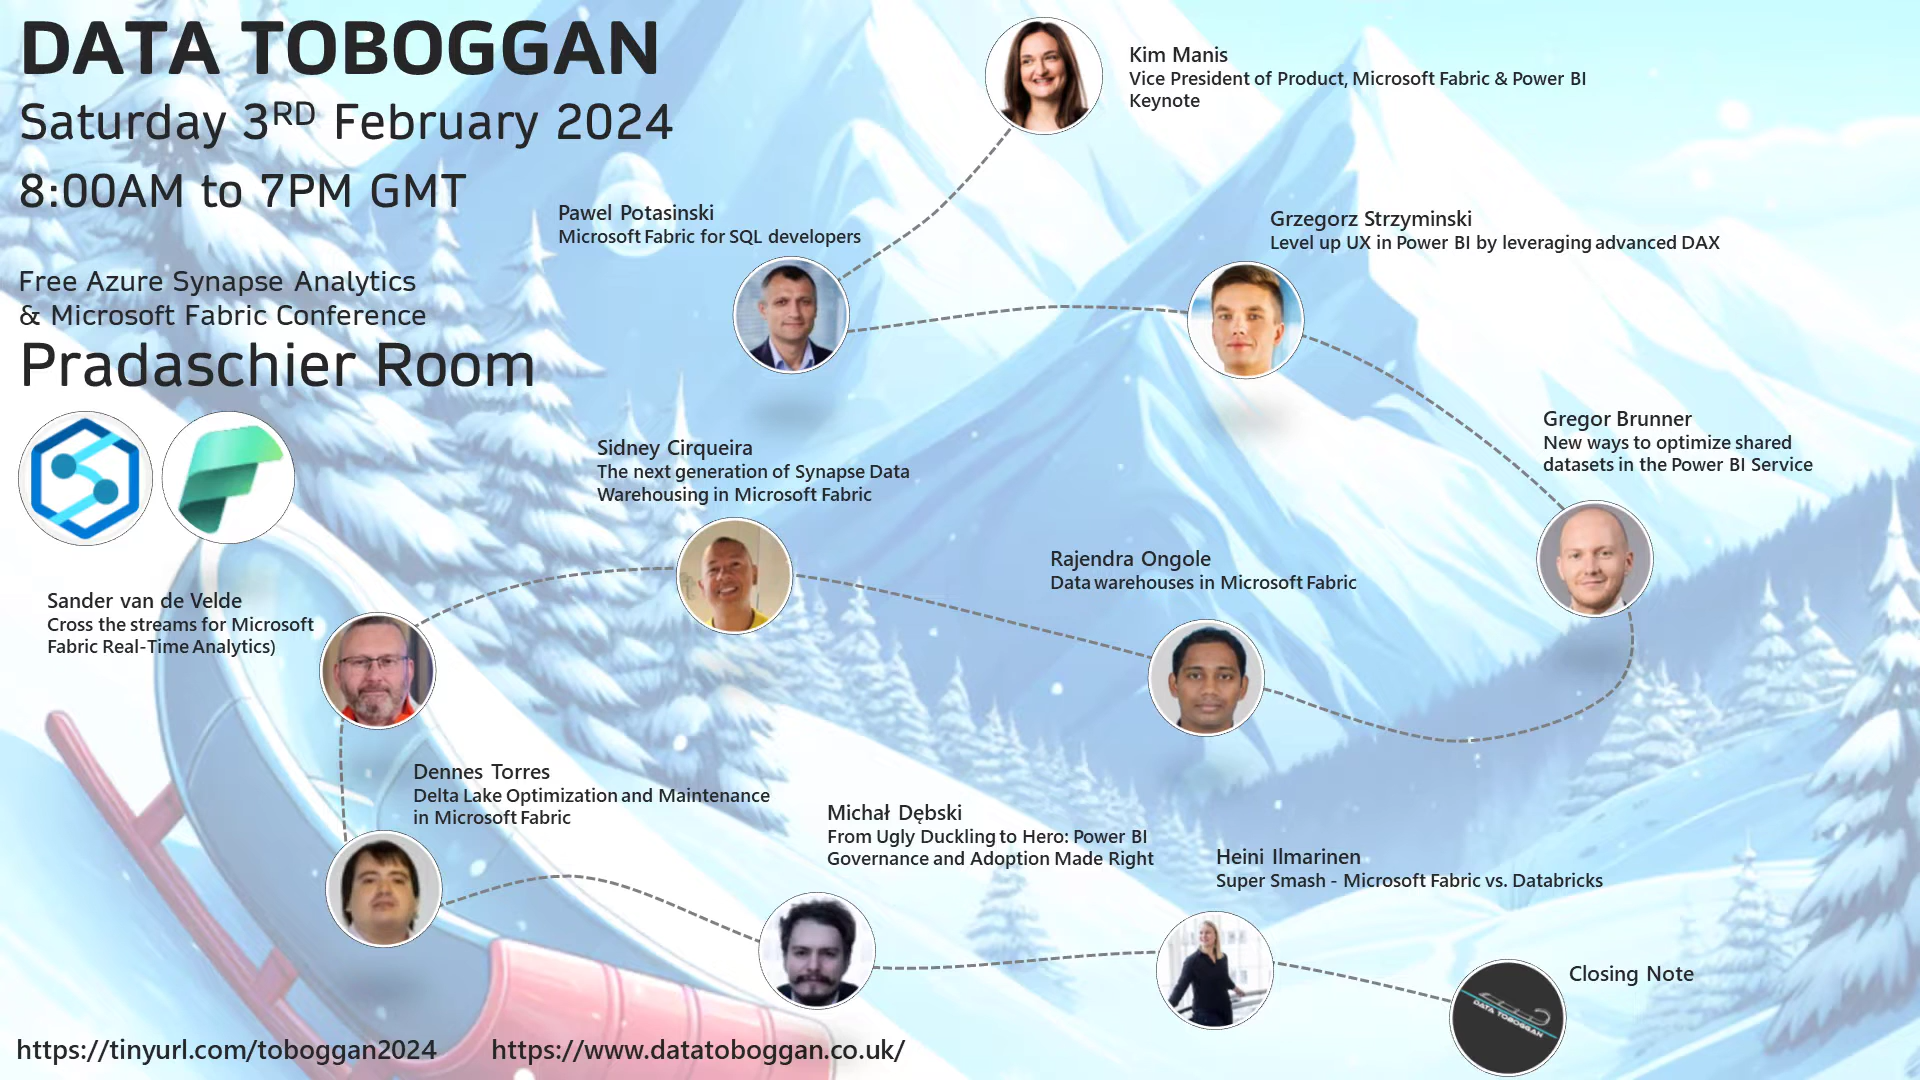 DATA TOBOGGAN
Saturday 3RD February 2024
8:00AM to 7PM GMT
Free Azure Synapse Analytics
& Microsoft Fabric Conference
Pradaschier Room
Kim Manis
Vice President of Product, Microsoft Fabric & Power BI
Keynote
Pawel Potasinski
Microsoft Fabric for SQL developers
Grzegorz Strzyminski
Level up UX in Power BI by leveraging advanced DAX
Gregor Brunner
New ways to optimize shared
datasets in the Power BI Service
Rajendra Ongole
Data warehouses in Microsoft Fabric
Sidney Cirqueira
The next generation of Synapse Data
Warehousing in Microsoft Fabric
Sander van de Velde
Cross the streams for Microsoft
Fabric Real-Time Analytics)
Dennes Torres
Delta Lake Optimization and Maintenance
in Microsoft Fabric
Michał Dębski
From Ugly Duckling to Hero: Power BI
Governance and Adoption Made Right
Heini Ilmarinen
Super Smash - Microsoft Fabric vs. Databricks
Closing Note
DATA TOBOGGAN
https://tinyurl.com/toboggan2024
https://www.datatoboggan.co.uk/